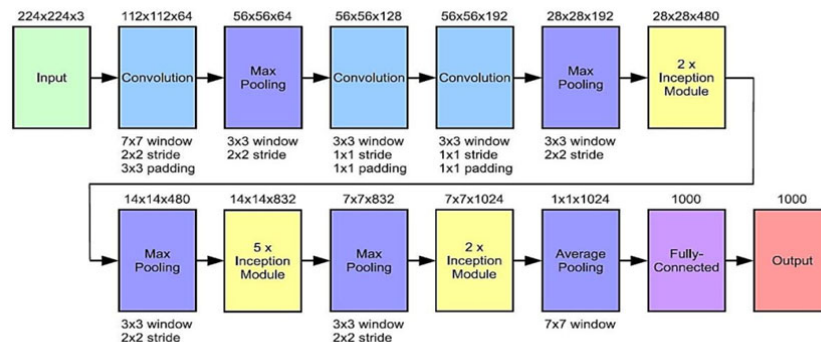 224x224x3 112x112x64 56x56x64 56x56x128 56x56x192 28x28x192 28x28x480
Input
Convolution
Max
Pooling
Convolution
Convolution
Max
Pooling
2 x
Inception
Module
7x7 window
2x2 stride
3x3 padding
3x3 window
2x2 stride
3x3 window
1x1 stride
1x1 padding
3x3 window
1x1 stride
1x1 padding
3x3 window
2x2 stride
14x14x480 14x14x832 7x7x832 7x7x1024 1x1x1024 1000 1000
Max
Pooling
5 x
Inception
Module
Max
Pooling
2 x
Inception
Module
Average
Pooling
Fully-
Connected
Output
3x3 window
2x2 stride
3x3 window
2x2 stride
7x7 window